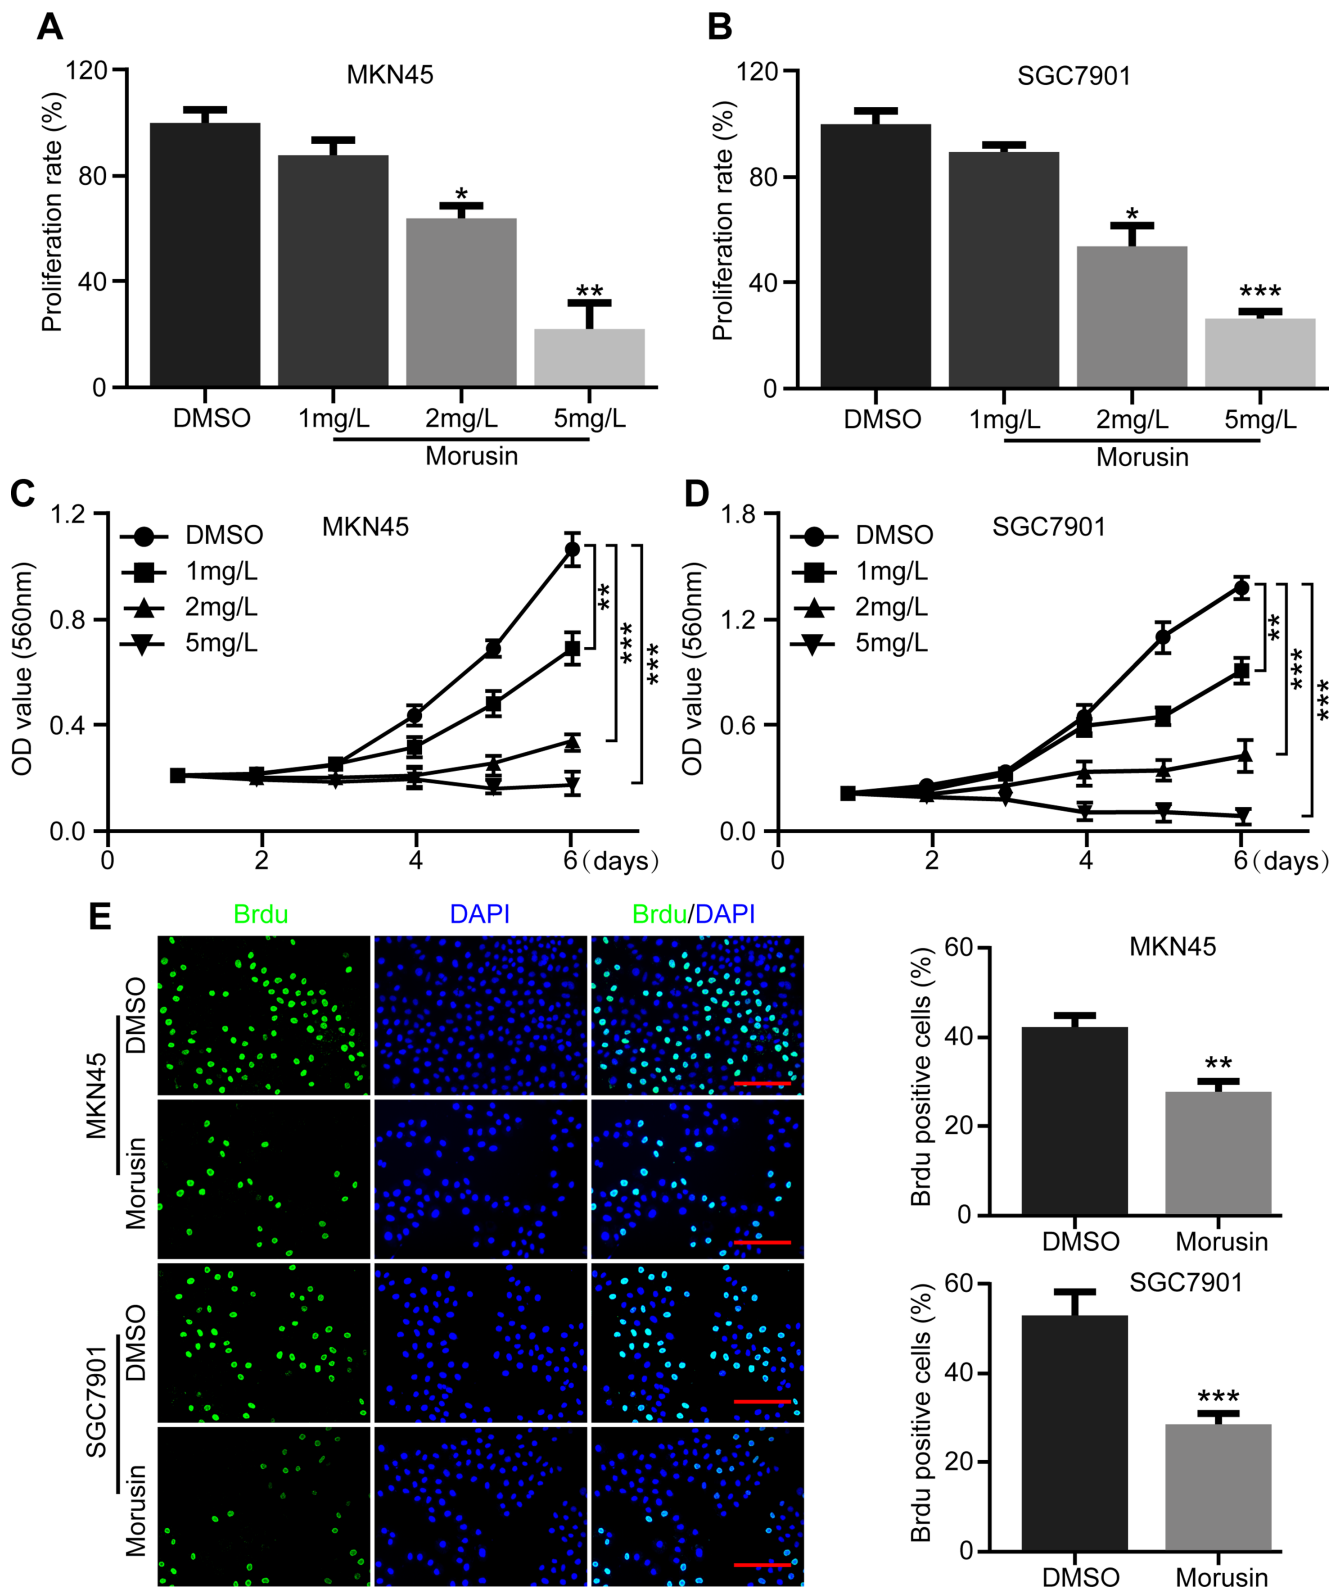 A
MKN45
Proliferation rate (%)
120
80
40
0
*
**
DMSO
1mg/L
2mg/L
5mg/L
Morusin
B
SGC7901
Proliferation rate (%)
120
80
40
0
*
***
DMSO
1mg/L
2mg/L
5mg/L
Morusin
C
MKN45
OD value (560nm)
1.2
0.8
0.4
0.0
DMSO
1mg/L
2mg/L
5mg/L
**
***
***
0
2
4
6 (days)
D
SGC7901
OD value (560nm)
1.8
1.2
0.6
0.0
DMSO
1mg/L
2mg/L
5mg/L
**
***
***
0
2
4
6 (days)
E
Brdu
DAPI
Brdu/DAPI
MKN45
DMSO
Morusin
SGC7901
DMSO
Morusin
MKN45
Brdu positive cells (%)
60
40
20
0
**
DMSO
Morusin
SGC7901
Brdu positive cells (%)
60
40
20
0
***
DMSO
Morusin